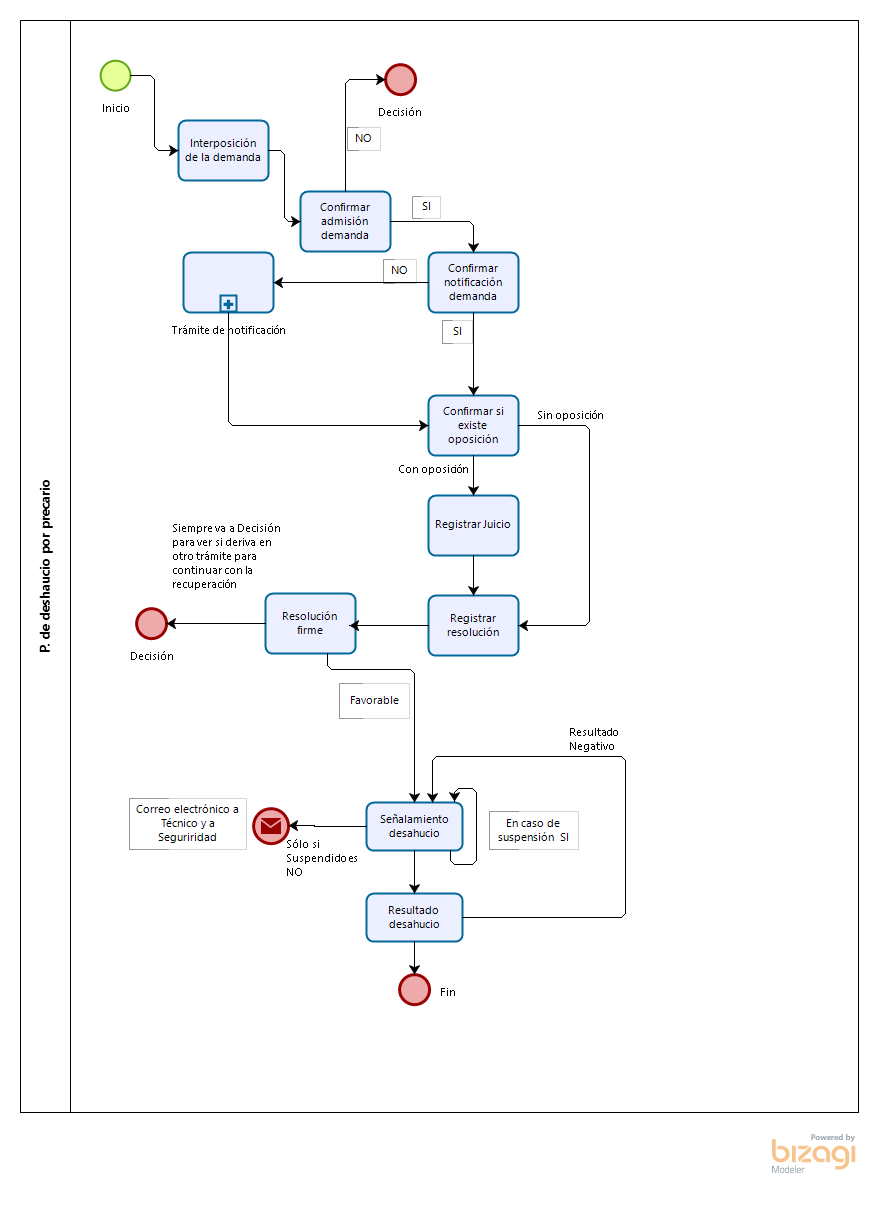 P. de deshaucio por precario
Inicio
Decisión
NO
Interposición
de la demanda
Confirmar
admisión
demanda
SI
Confirmar
notificación
demanda
NO
Trámite de notificación
SI
Confirmar si
existe
oposición
Sin oposición
Con oposición
Registrar Juicio
Siempre va a Decisión
para ver si deriva en
otro trámite para
continuar con la
recuperación
Resolución
firme
Registrar
resolución
Decisión
Favorable
Resultado
Negativo
Correo electrónico a
Técnico y a
Seguriridad
Señalamiento
desahucio
En caso de
suspensión SI
Sólo si
Suspendidoes
NO
Resultado
desahucio
Fin
Powered by
bizagi
Modeler